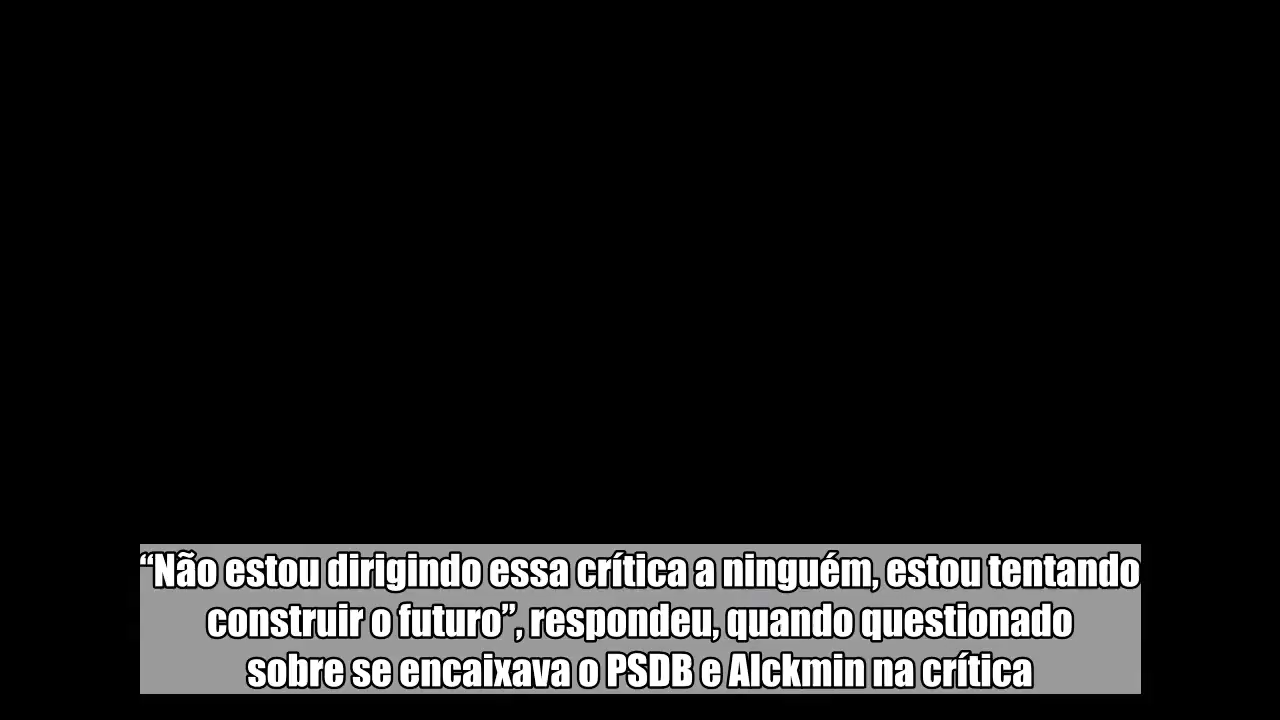 “Não estou dirigindo essa crítica a ninguém, estou tentando
construir o futuro”, respondeu, quando questionado
sobre se encaixava o PSDB e Alckmin na crítica